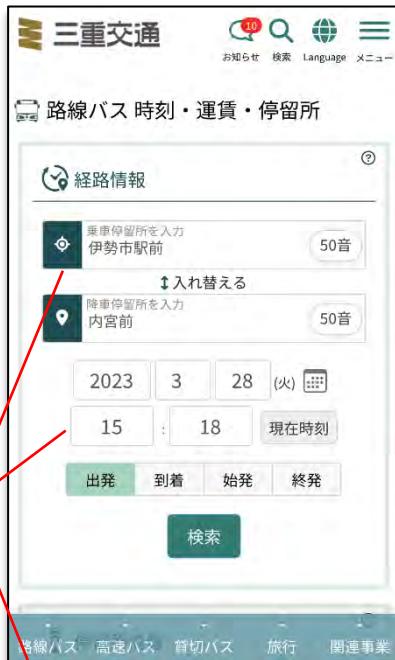 三重交通
10
お知らせ 検索 Language メニュー
路線バス 時刻・運賃・停留所
?
経路情報
乗車停留所を入力
伊勢市駅前 50音
入れ替える
降車停留所を入力
内宮前 50音
2023 3 28 (火)
15 : 18 現在時刻
出発 到着 始発 終発
検索
?
路線バス 高速バス 貸切バス 旅行 関連事業